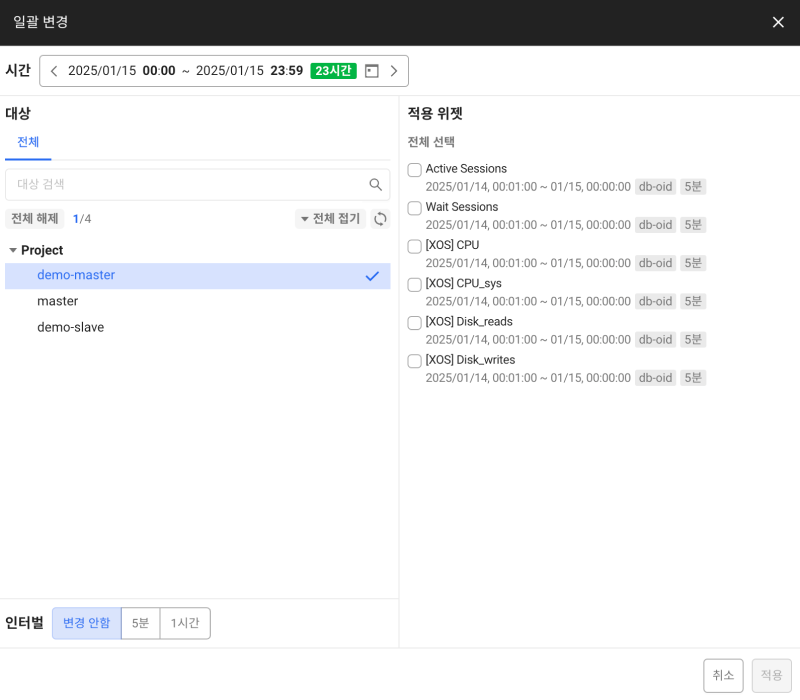 일괄 변경
시간 2025/01/15 00:00 ~ 2025/01/15 23:59 23시간
대상
전체
대상 검색
전체 해제 1/4 전체 접기
Project
demo-master
master
demo-slave
인터벌 변경 안함 5분 1시간
적용 위젯
전체 선택
Active Sessions
2025/01/14, 00:01:00 ~ 01/15, 00:00:00 db-oid 5분
Wait Sessions
2025/01/14, 00:01:00 ~ 01/15, 00:00:00 db-oid 5분
[XOS] CPU
2025/01/14, 00:01:00 ~ 01/15, 00:00:00 db-oid 5분
[XOS] CPU_sys
2025/01/14, 00:01:00 ~ 01/15, 00:00:00 db-oid 5분
[XOS] Disk_reads
2025/01/14, 00:01:00 ~ 01/15, 00:00:00 db-oid 5분
[XOS] Disk_writes
2025/01/14, 00:01:00 ~ 01/15, 00:00:00 db-oid 5분
취소 적용